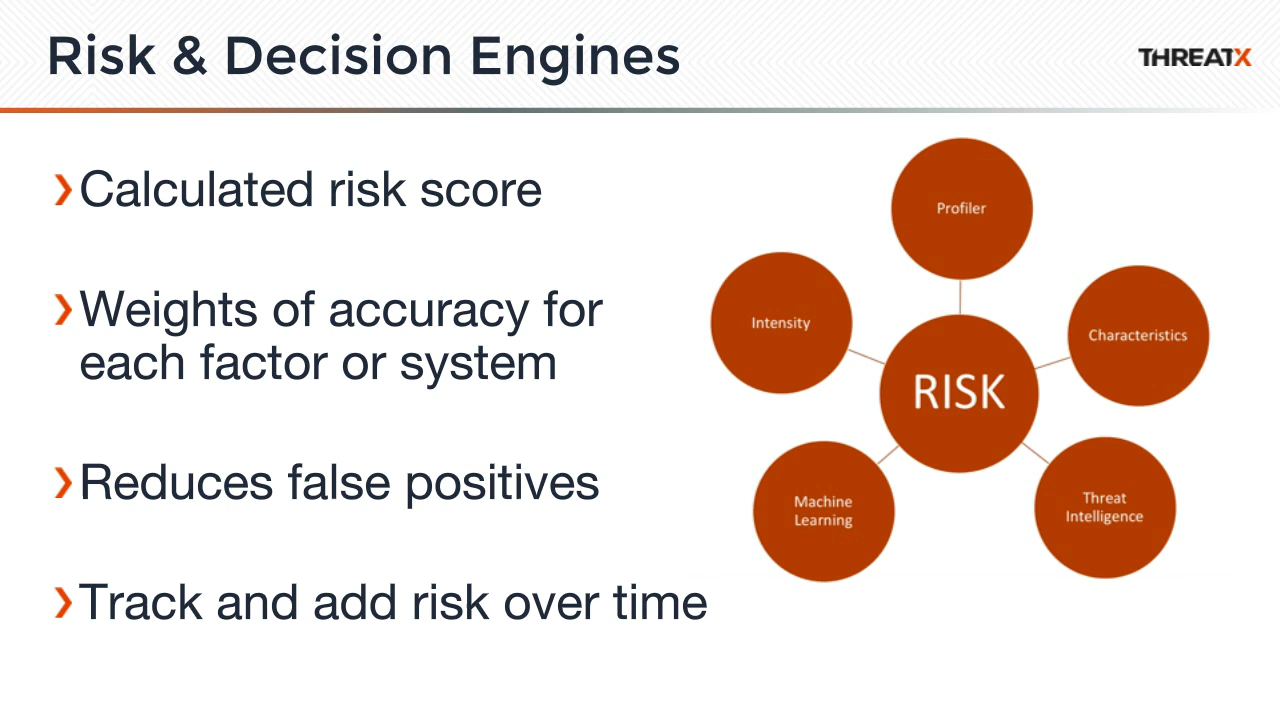 Risk & Decision Engines
THREATX
Calculated risk score
Weights of accuracy for
each factor or system
Reduces false positives
Track and add risk over time
Profiler
Intensity
Characteristics
RISK
Machine
Learning
Threat
Intelligence